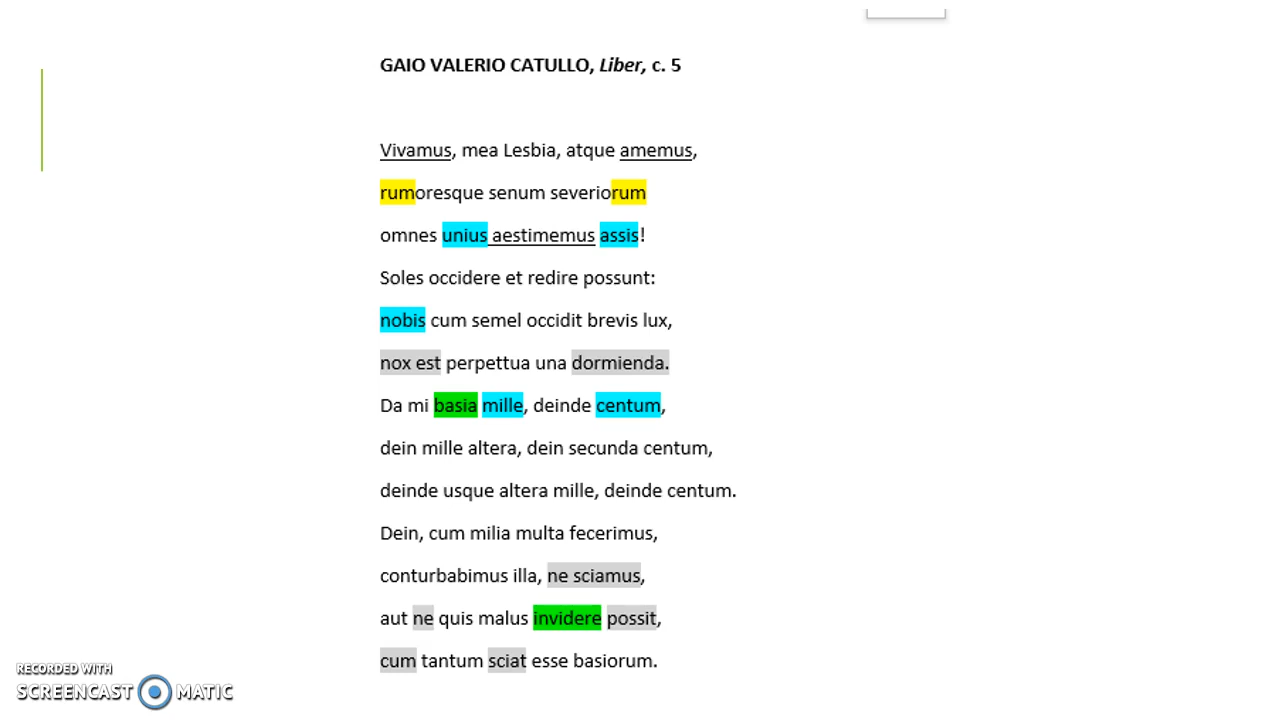 GAIO VALERIO CATULLO, Liber, c. 5
Vivamus, mea Lesbia, atque amemus,
rumoresque senum severiorum
omnes unius aestimemus assis!
Soles occidere et redire possunt:
nobis cum semel occidit brevis lux,
nox est perpettua una dormienda.
Da mi basia mille, deinde centum,
dein mille altera, dein secunda centum,
deinde usque altera mille, deinde centum.
Dein, cum milia multa fecerimus,
conturbabimus illa, ne sciamus,
aut ne quis malus invidere possit,
cum tantum sciat esse basiorum.
RECORDED WITH
SCREENCAST MATIC